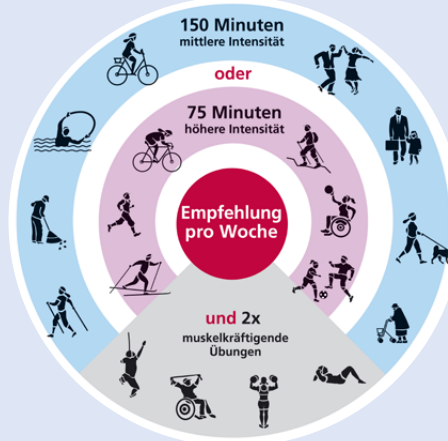 150 Minuten
mittlere Intensität
oder
75 Minuten
höhere Intensität
Empfehlung
pro Woche
und 2x
muskelkräftigende
Übungen